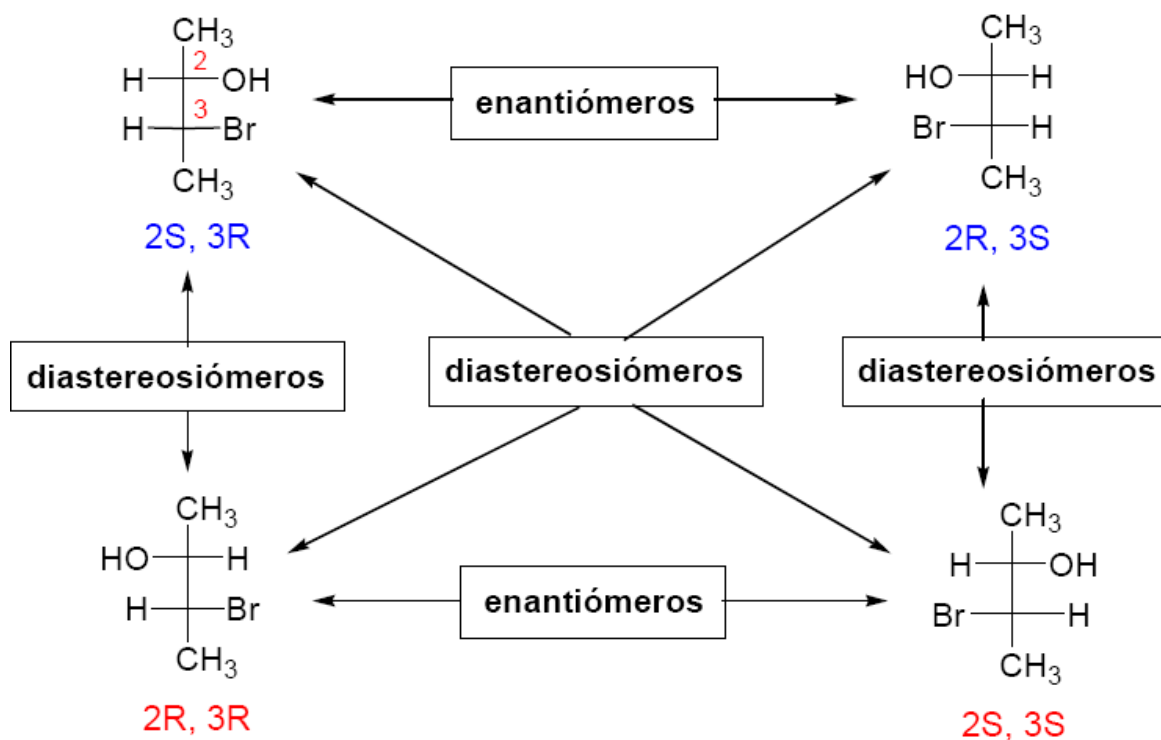 CH3
H 2 OH
3
H Br
CH3
2S, 3R
enantiómeros
CH3
HO H
Br H
CH3
2R, 3S
diastereosiómeros
diastereosiómeros
diastereosiómeros
CH3
HO H
H Br
CH3
2R, 3R
enantiómeros
CH3
H OH
Br H
CH3
2S, 3S